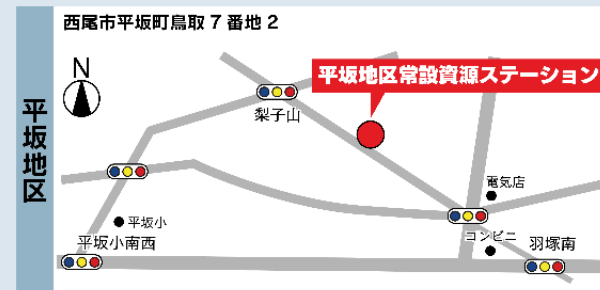 西尾市平坂町鳥取7番地2
平坂地区
N
平坂地区常設資源ステーション
梨子山
電気店
平坂小
平坂小南西
コンビニ
羽塚南